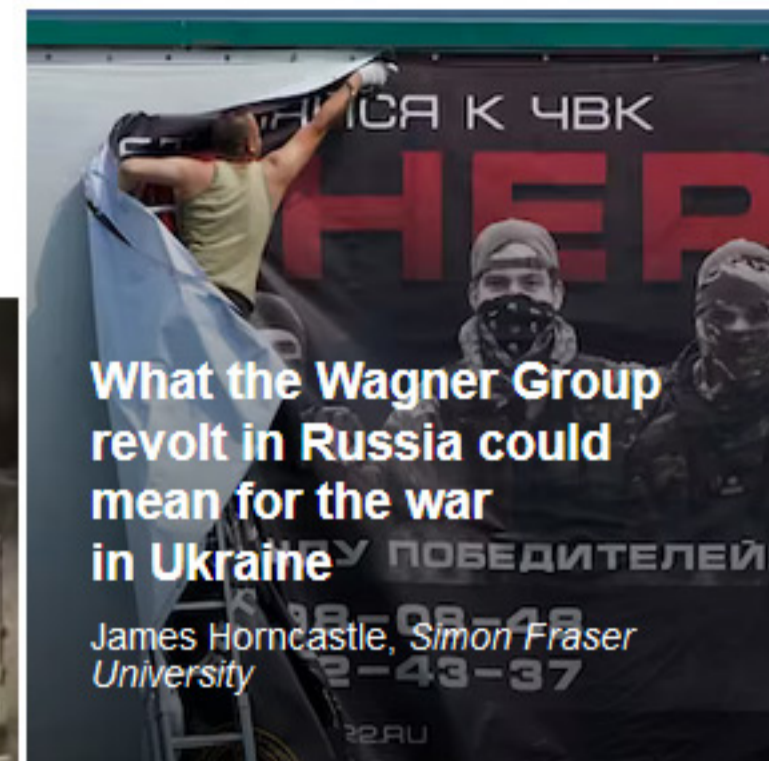 К ЧВК
НЕР
What the Wagner Group
revolt in Russia could
mean for the war
in Ukraine
ПОБЕДИТЕЛЕЙ
James Horncastle, Simon Fraser
University
-43-37